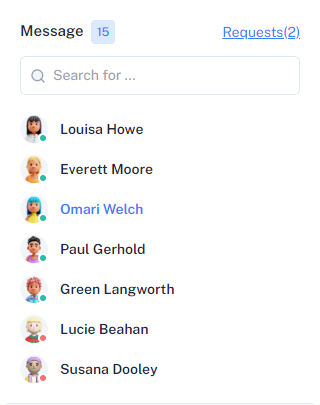 Message 15 Requests(2)
Search for ...
Louisa Howe
Everett Moore
Omari Welch
Paul Gerhold
Green Langworth
Lucie Beahan
Susana Dooley